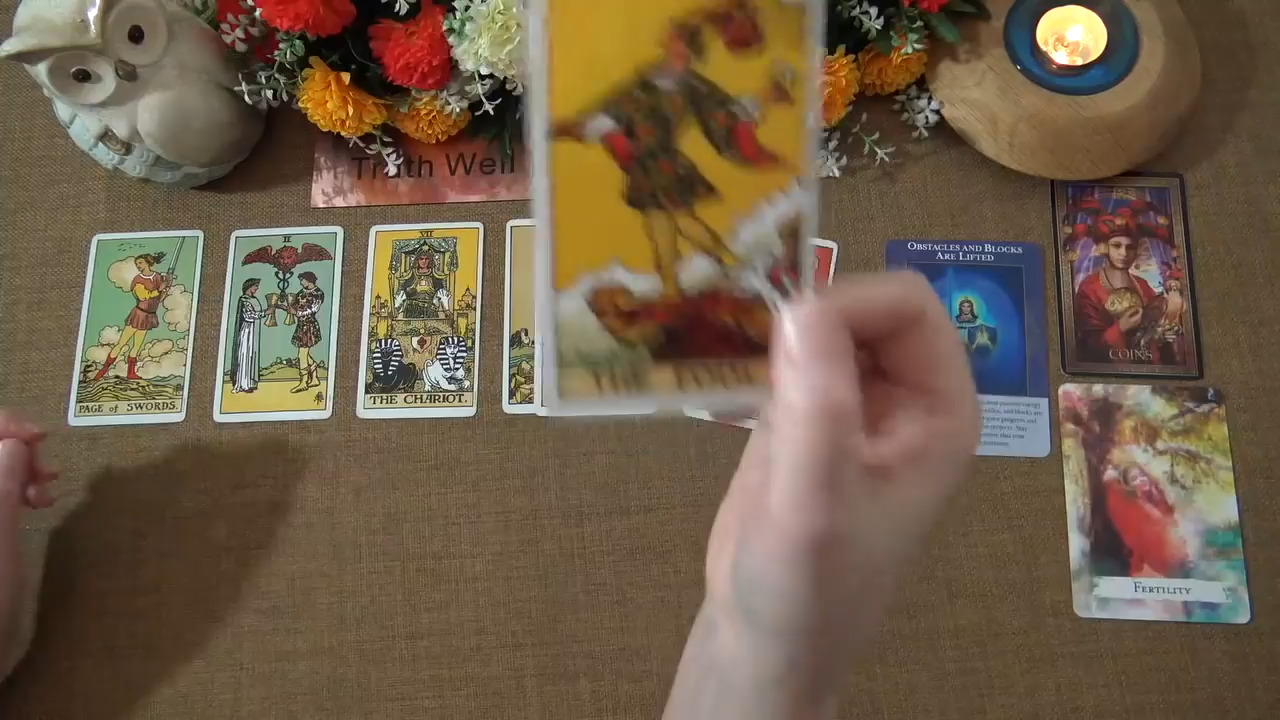 Truth Well
PAGE of SWORDS.
II
VII
THE CHARIOT.
OBSTACLES AND BLOCKS
ARE LIFTED
COINS
FERTILITY